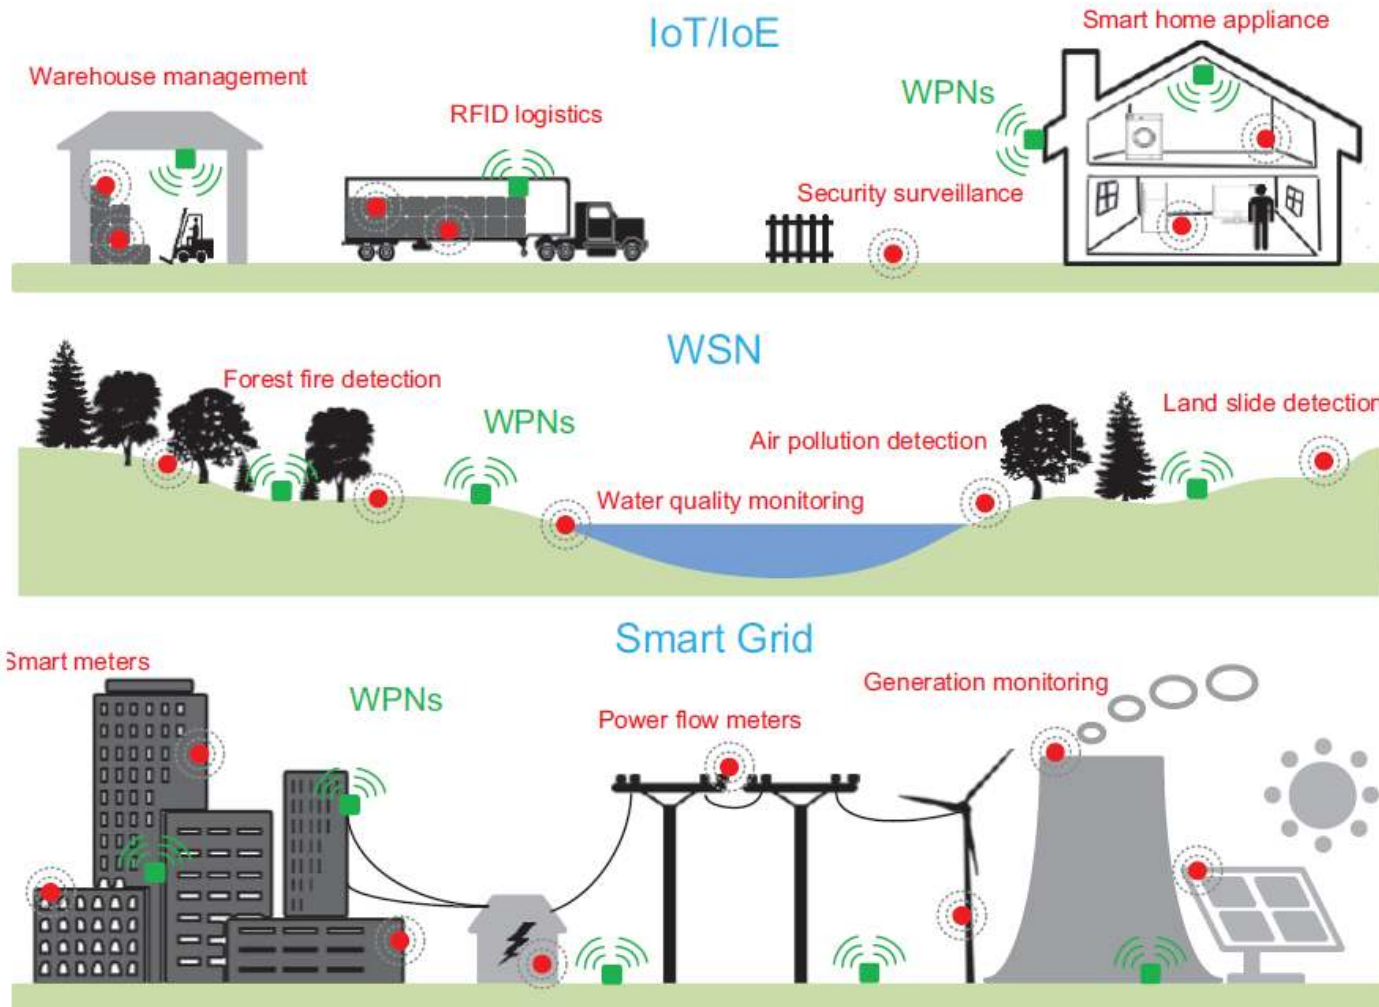 IoT/IoE
Smart home appliance
Warehouse management
WPNs
RFID logistics
Security surveillance
WSN
Forest fire detection
WPNs
Land slide detection
Air pollution detection
Water quality monitoring
Smart Grid
Smart meters
WPNs
Generation monitoring
Power flow meters